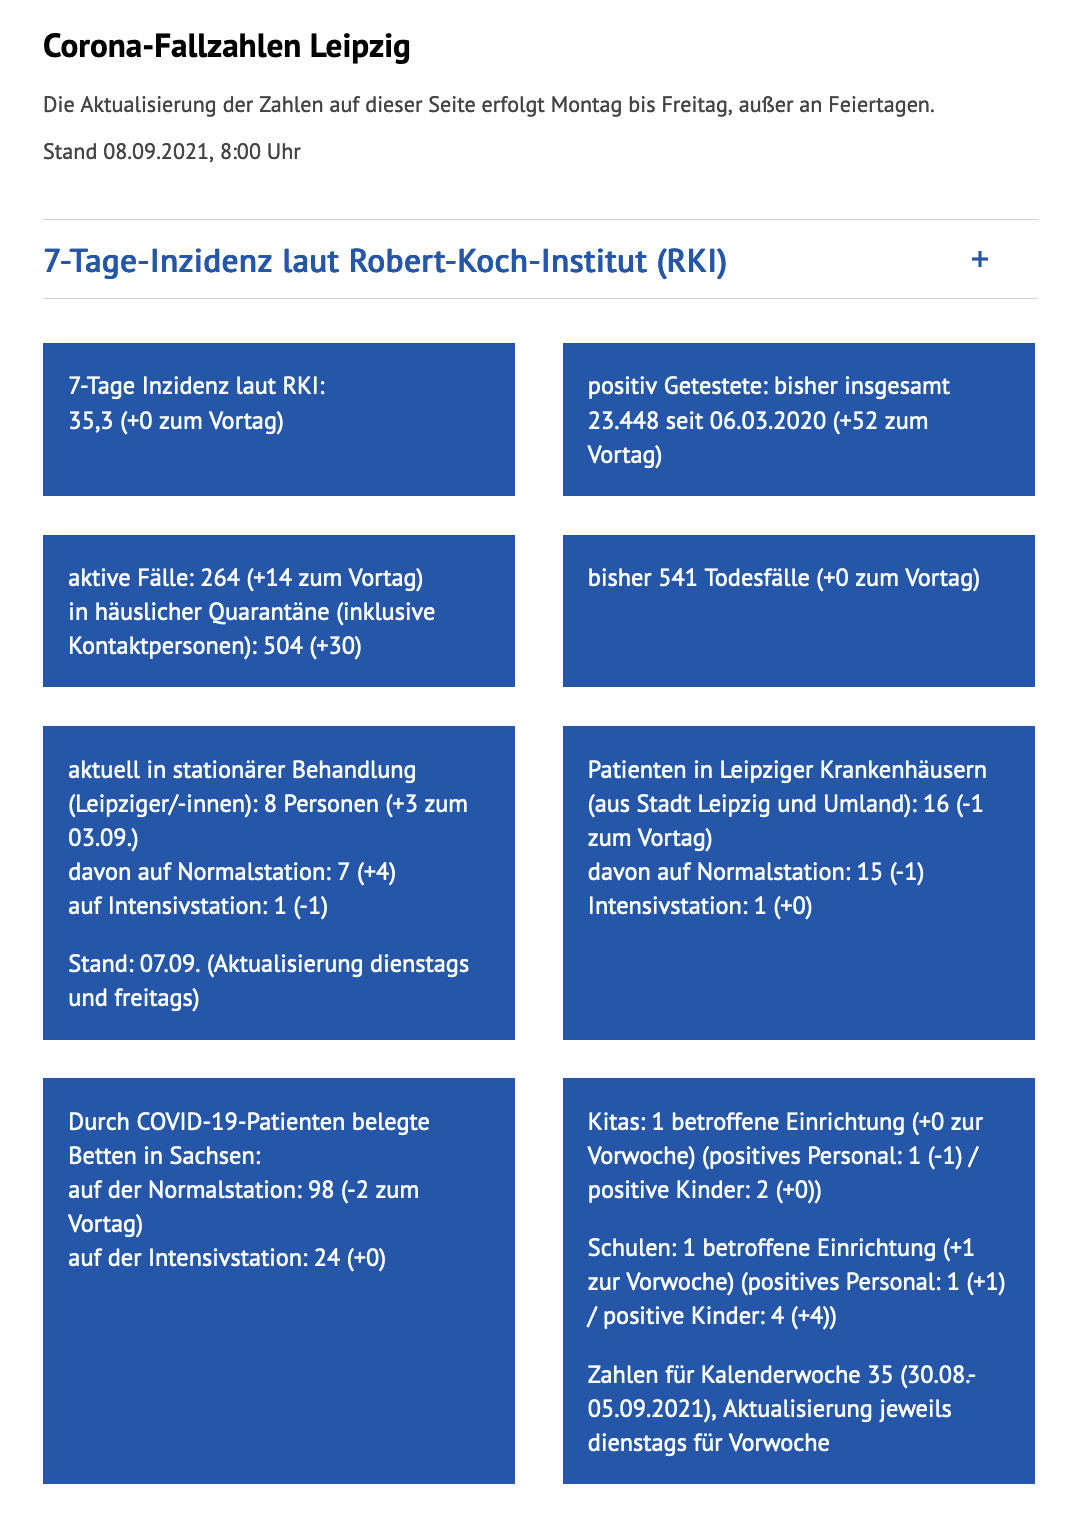 Corona-Fallzahlen Leipzig
Die Aktualisierung der Zahlen auf dieser Seite erfolgt Montag bis Freitag, außer an Feiertagen.
Stand 08.09.2021, 8:00 Uhr
7-Tage-Inzidenz laut Robert-Koch-Institut (RKI) +
7-Tage Inzidenz laut RKI:
35,3 (+0 zum Vortag)
positiv Getestete: bisher insgesamt
23.448 seit 06.03.2020 (+52 zum
Vortag)
aktive Fälle: 264 (+14 zum Vortag)
in häuslicher Quarantäne (inklusive
Kontaktpersonen): 504 (+30)
bisher 541 Todesfälle (+0 zum Vortag)
aktuell in stationärer Behandlung
(Leipziger/-innen): 8 Personen (+3 zum
03.09.)
davon auf Normalstation: 7 (+4)
auf Intensivstation: 1 (-1)
Stand: 07.09. (Aktualisierung dienstags
und freitags)
Patienten in Leipziger Krankenhäusern
(aus Stadt Leipzig und Umland): 16 (-1
zum Vortag)
davon auf Normalstation: 15 (-1)
Intensivstation: 1 (+0)
Durch COVID-19-Patienten belegte
Betten in Sachsen:
auf der Normalstation: 98 (-2 zum
Vortag)
auf der Intensivstation: 24 (+0)
Kitas: 1 betroffene Einrichtung (+0 zur
Vorwoche) (positives Personal: 1 (-1) /
positive Kinder: 2 (+0))
Schulen: 1 betroffene Einrichtung (+1
zur Vorwoche) (positives Personal: 1 (+1)
/ positive Kinder: 4 (+4))
Zahlen für Kalenderwoche 35 (30.08.-
05.09.2021), Aktualisierung jeweils
dienstags für Vorwoche